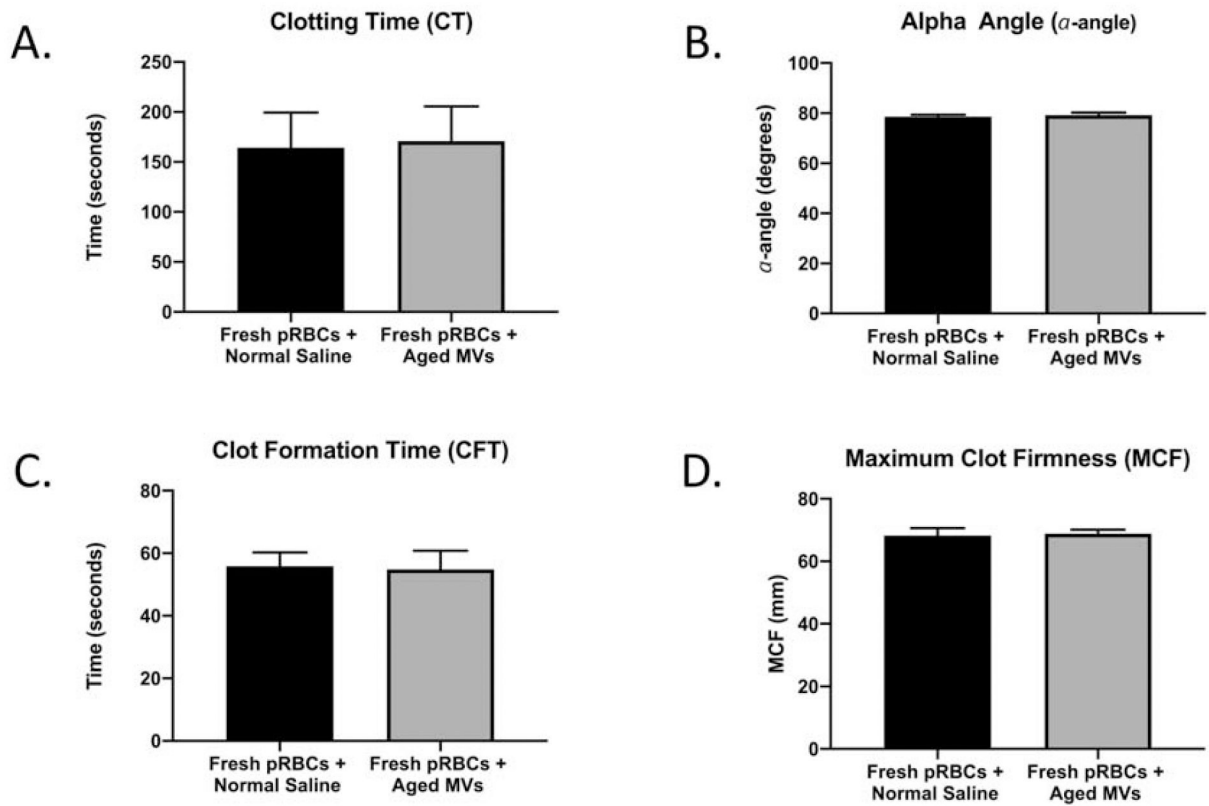 A.
Clotting Time (CT)
Time (seconds)
250
200
150
100
50
0
Fresh pRBCs +
Normal Saline
Fresh pRBCs +
Aged MVs
B.
Alpha Angle (α-angle)
α-angle (degrees)
100
80
60
40
20
0
Fresh pRBCs +
Normal Saline
Fresh pRBCs +
Aged MVs
C.
Clot Formation Time (CFT)
Time (seconds)
80
60
40
20
0
Fresh pRBCs +
Normal Saline
Fresh pRBCs +
Aged MVs
D.
Maximum Clot Firmness (MCF)
MCF (mm)
80
60
40
20
0
Fresh pRBCs +
Normal Saline
Fresh pRBCs +
Aged MVs